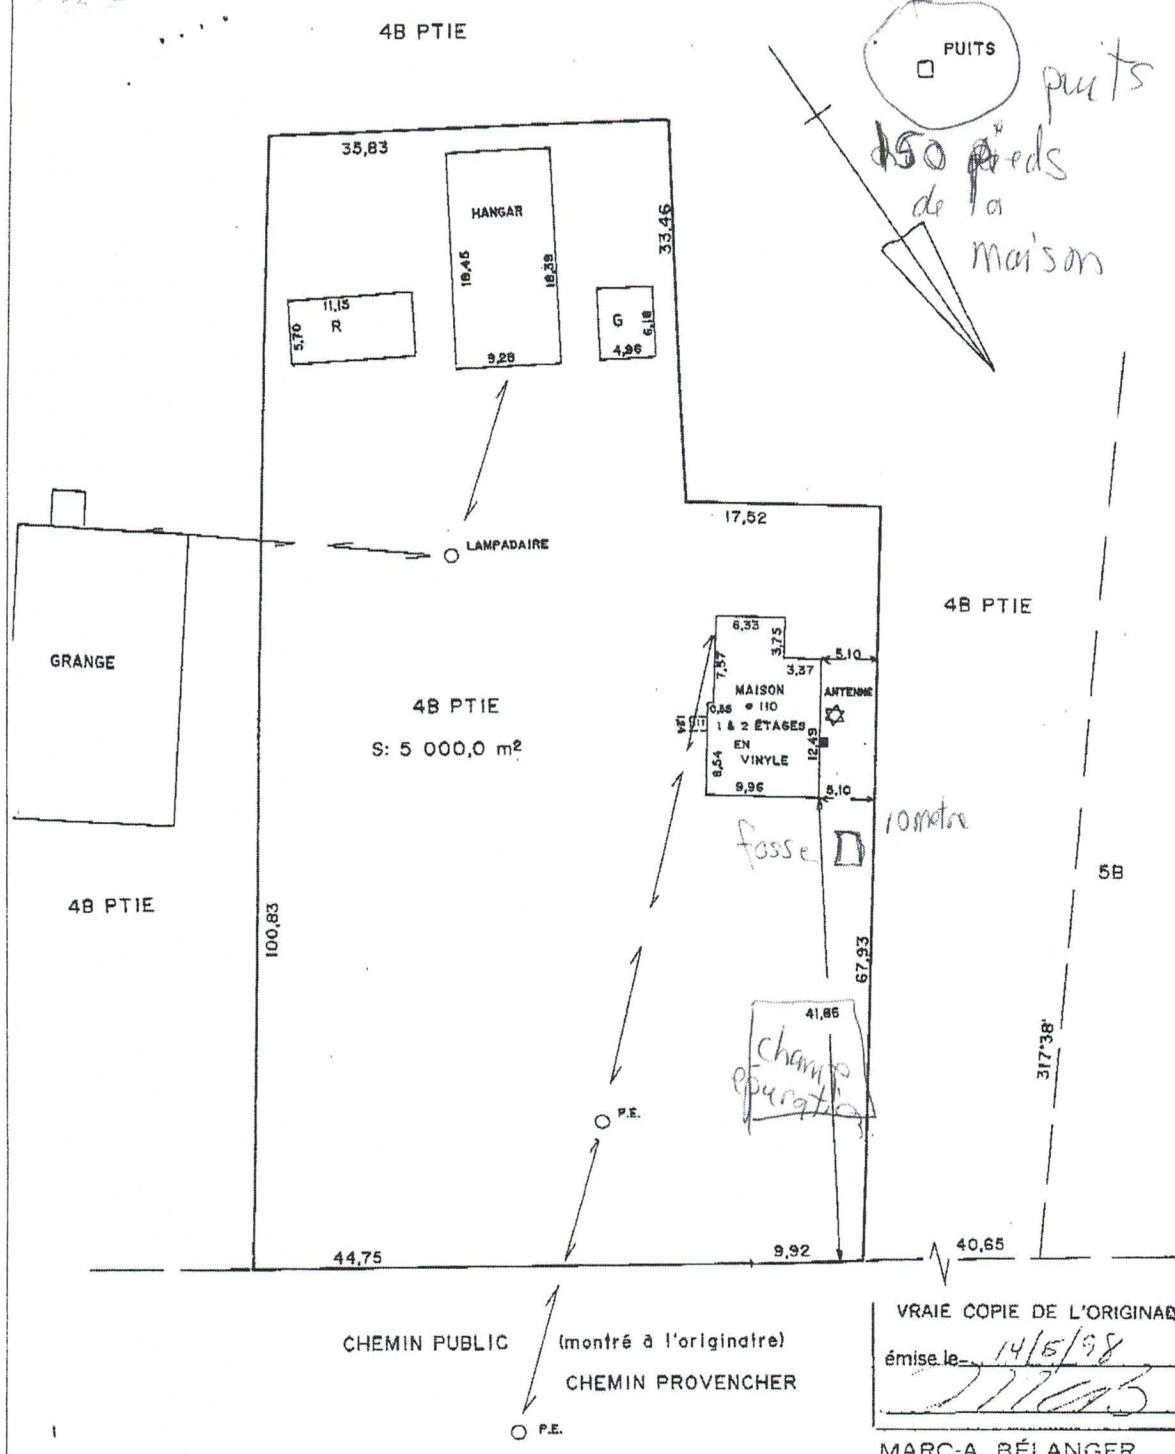 4B PTIE
PUITS
puits
150 pieds
de la
maison
35,83
HANGAR
33,46
18,45
18,39
11,15
R
5,70
G
6,18
4,96
9,28
17,52
LAMPADAIRE
4B PTIE
GRANGE
6,33
3,75
5,10
3,37
7,57
MAISON
ANTENNE
4B PTIE
110
1 & 2 ÉTAGES
S: 5 000,0 m²
EN
12,49
VINYLE
8,54
9,96
5,10
10 metre
fosse
5B
4B PTIE
100,83
67,93
41,86
champ
épuration
317°38'
P.E.
44,75
9,92
40,65
VRAIE COPIE DE L'ORIGINAL
CHEMIN PUBLIC (montré à l'originaire)
émise le 14/5/98
CHEMIN PROVENCHER
P.E.
MARC-A. BÉLANGER